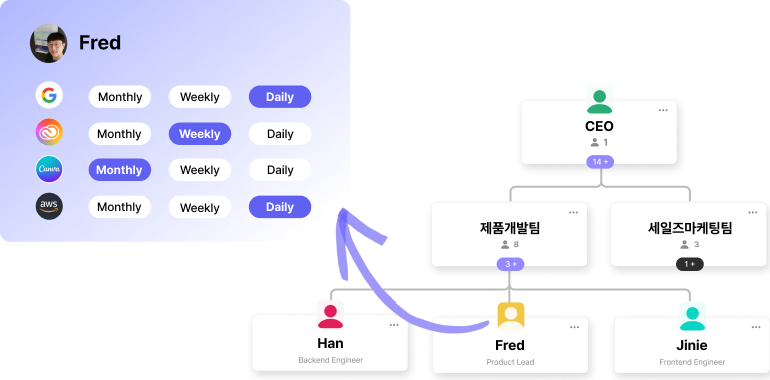 Fred
Monthly Weekly Daily
Monthly Weekly Daily
Canva Monthly Weekly Daily
aws Monthly Weekly Daily
CEO
1
14 +
제품개발팀
8
3 +
세일즈마케팅팀
3
1 +
Han
Backend Engineer
Fred
Product Lead
Jinie
Frontend Engineer